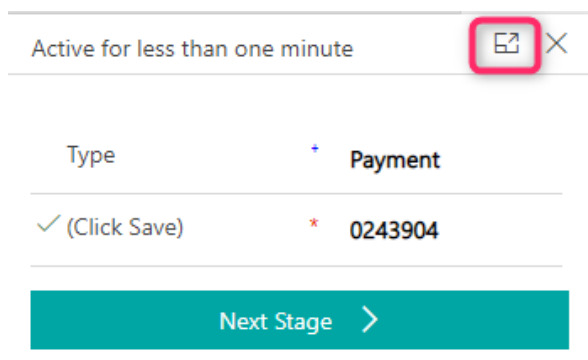 Active for less than one minute
Type + Payment
(Click Save) * 0243904
Next Stage